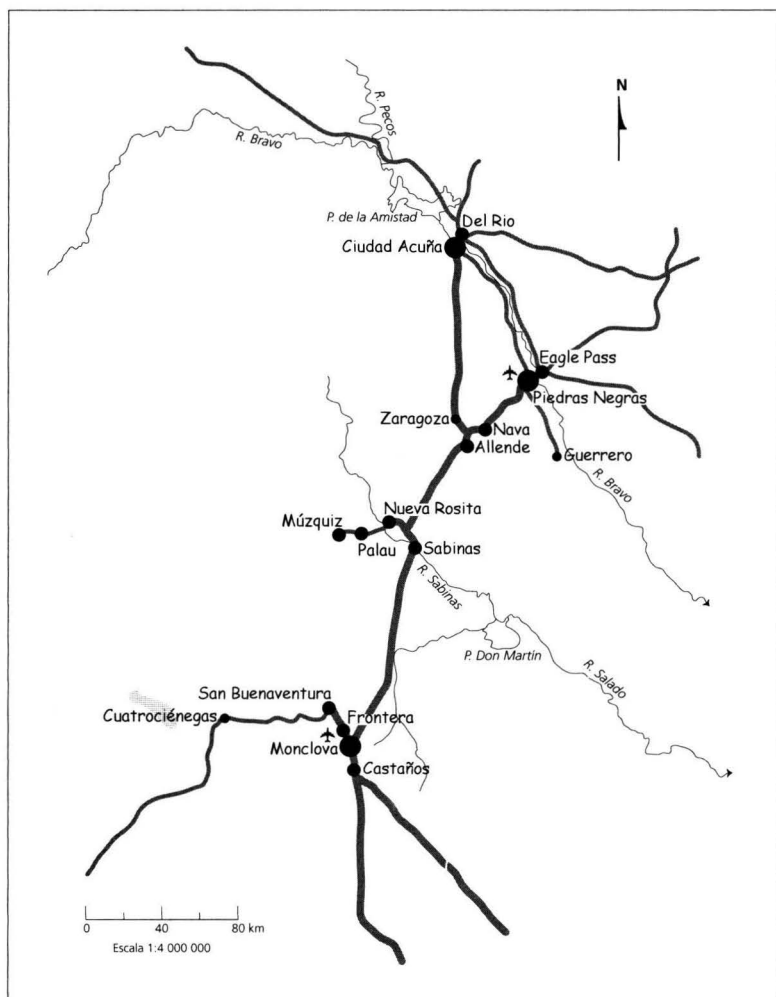 N
R. Pecos
R. Bravo
P. de la Amistad
Del Rio
Ciudad Acuña
Eagle Pass
Piedras Negras
Zaragoza
Nava
Allende
Guerrero
R. Bravo
Nueva Rosita
Múzquiz
Palau
Sabinas
R. Sabinas
P. Don Martín
R. Salado
San Buenaventura
Cuatrociénegas
Frontera
Monclova
Castaños
0 40 80 km
Escala 1:4 000 000